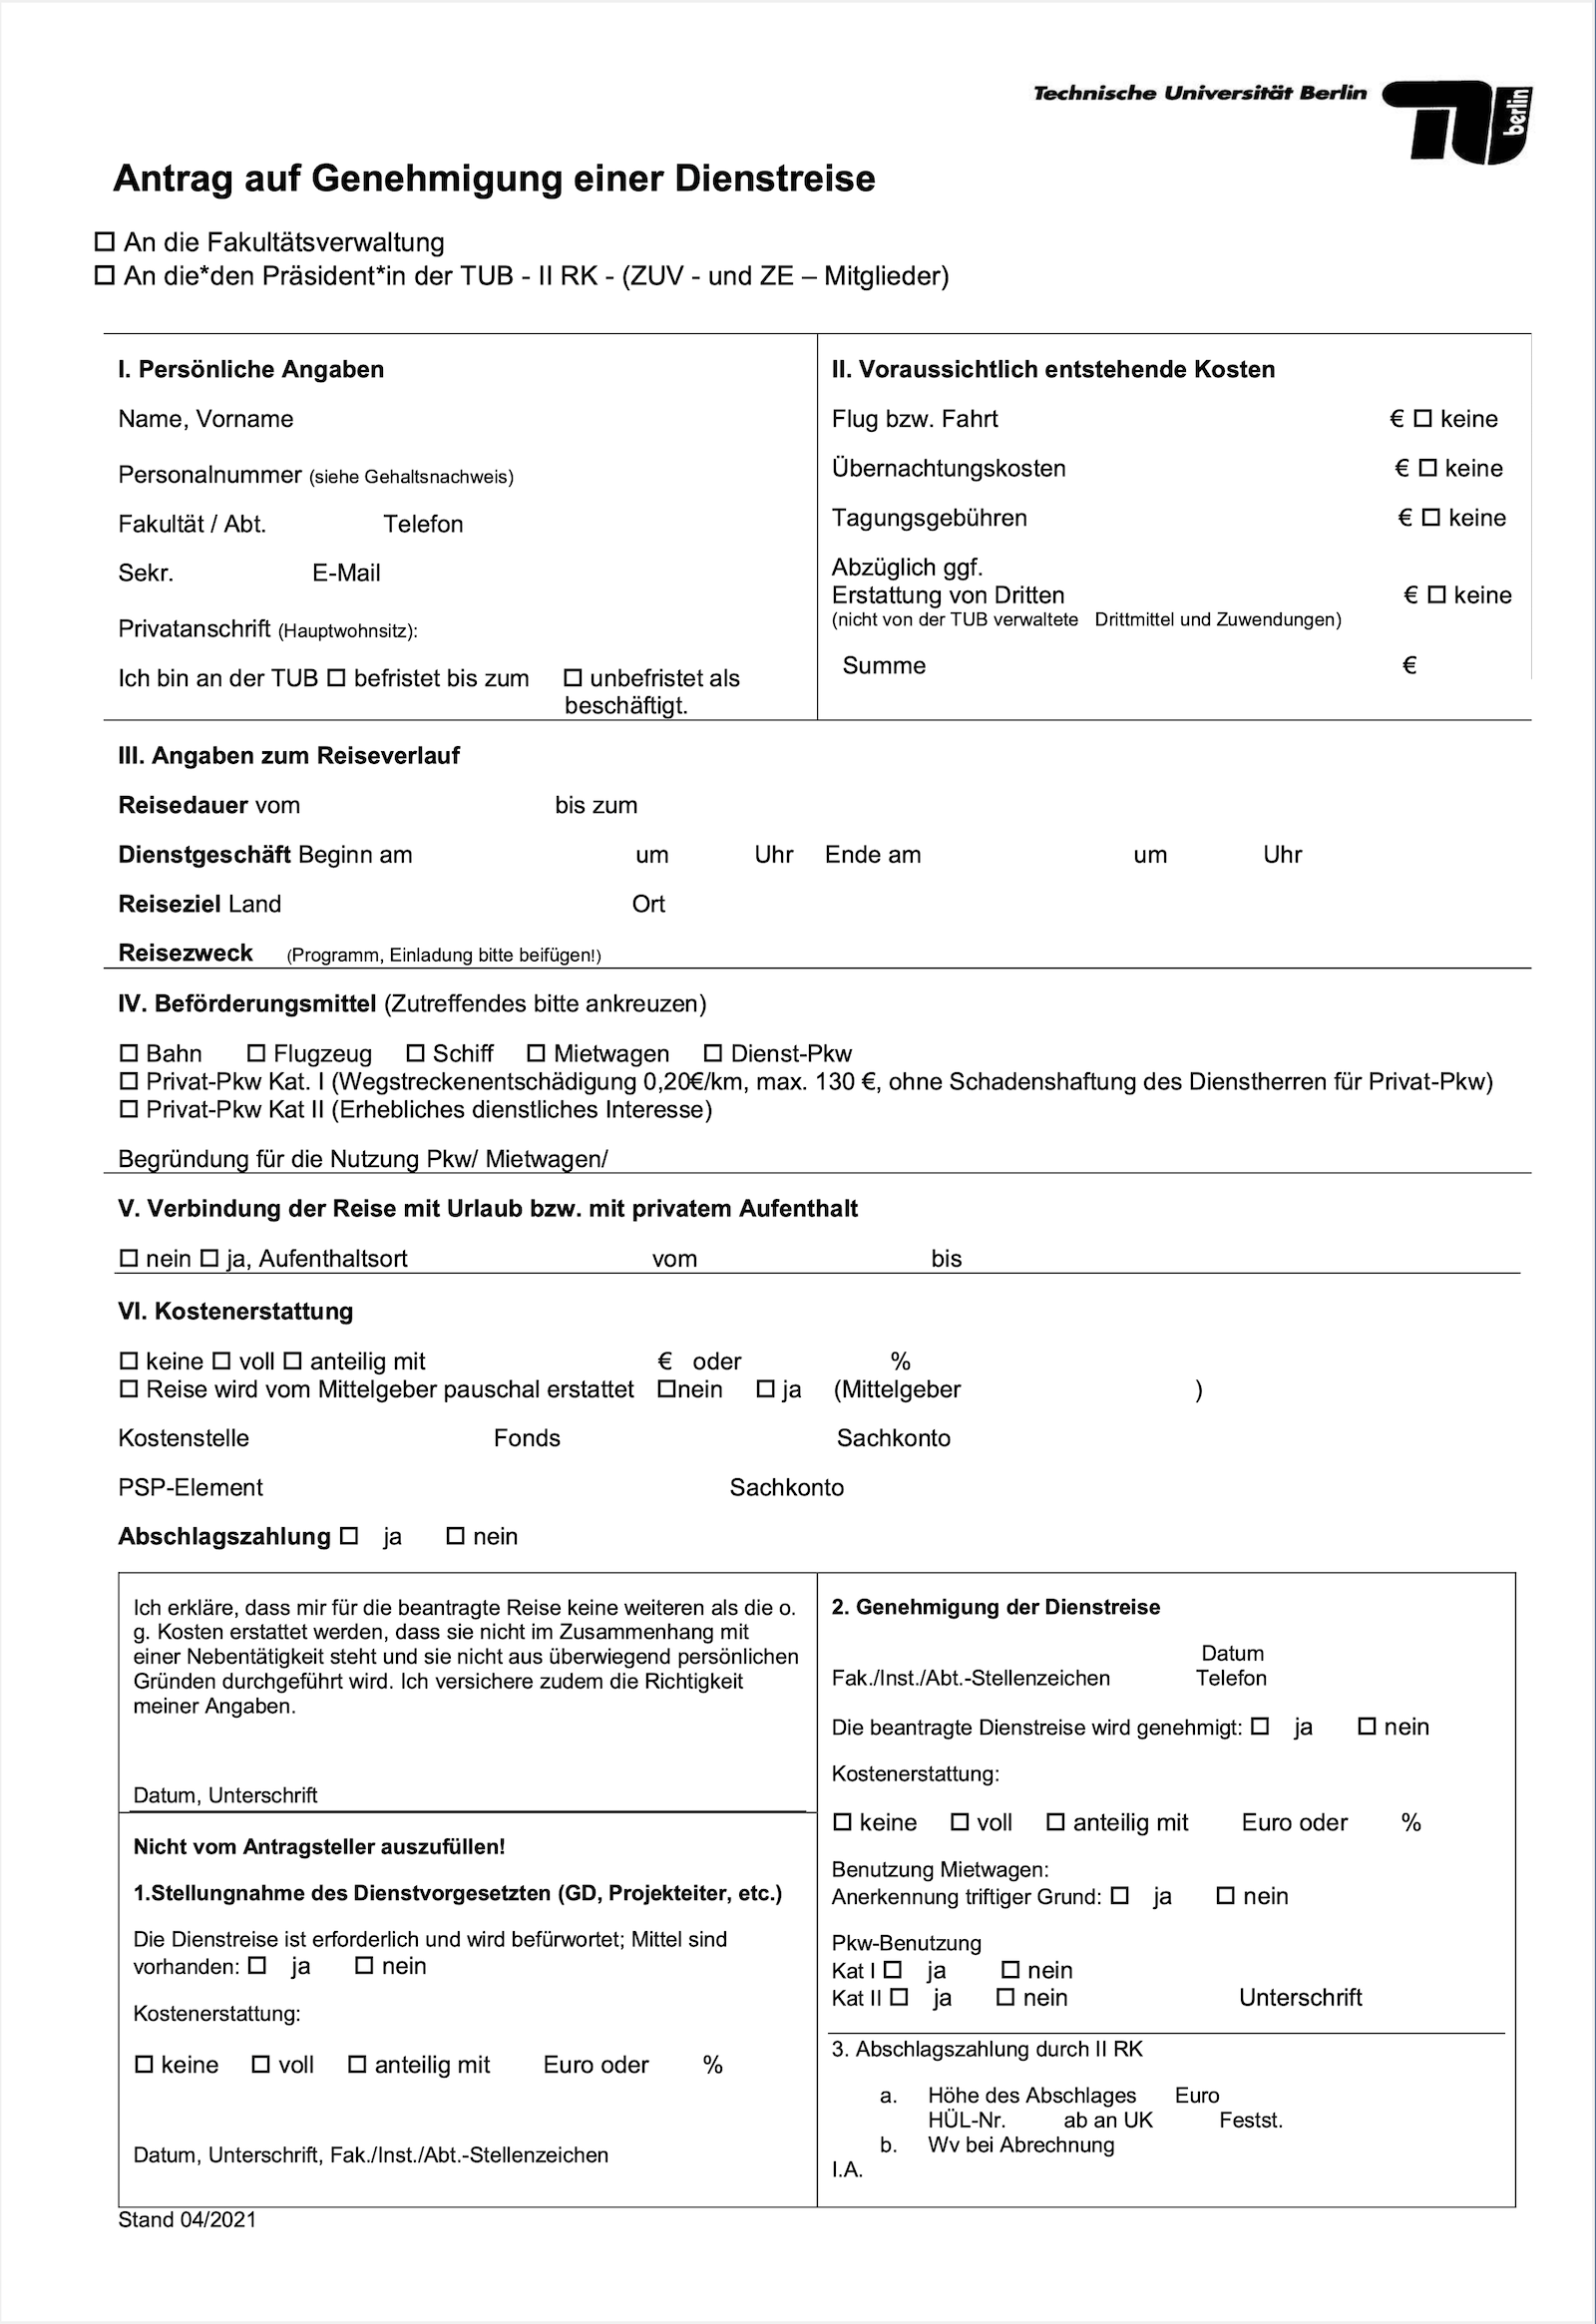 Technische Universität Berlin
berlin
Antrag auf Genehmigung einer Dienstreise
☐ An die Fakultätsverwaltung
☐ An die*den Präsident*in der TUB - II RK - (ZUV - und ZE – Mitglieder)
I. Persönliche Angaben
Name, Vorname
Personalnummer (siehe Gehaltsnachweis)
Fakultät / Abt. Telefon
Sekr. E-Mail
Privatanschrift (Hauptwohnsitz):
Ich bin an der TUB ☐ befristet bis zum ☐ unbefristet als
beschäftigt.
II. Voraussichtlich entstehende Kosten
Flug bzw. Fahrt € ☐ keine
Übernachtungskosten € ☐ keine
Tagungsgebühren € ☐ keine
Abzüglich ggf.
Erstattung von Dritten € ☐ keine
(nicht von der TUB verwaltete Drittmittel und Zuwendungen)
Summe €
III. Angaben zum Reiseverlauf
Reisedauer vom bis zum
Dienstgeschäft Beginn am um Uhr Ende am um Uhr
Reiseziel Land Ort
Reisezweck (Programm, Einladung bitte beifügen!)
IV. Beförderungsmittel (Zutreffendes bitte ankreuzen)
☐ Bahn ☐ Flugzeug ☐ Schiff ☐ Mietwagen ☐ Dienst-Pkw
☐ Privat-Pkw Kat. I (Wegstreckenentschädigung 0,20€/km, max. 130 €, ohne Schadenshaftung des Dienstherren für Privat-Pkw)
☐ Privat-Pkw Kat II (Erhebliches dienstliches Interesse)
Begründung für die Nutzung Pkw/ Mietwagen/
V. Verbindung der Reise mit Urlaub bzw. mit privatem Aufenthalt
☐ nein ☐ ja, Aufenthaltsort vom bis
VI. Kostenerstattung
☐ keine ☐ voll ☐ anteilig mit € oder %
☐ Reise wird vom Mittelgeber pauschal erstattet ☐nein ☐ ja (Mittelgeber )
Kostenstelle Fonds Sachkonto
PSP-Element Sachkonto
Abschlagszahlung ☐ ja ☐ nein
Ich erkläre, dass mir für die beantragte Reise keine weiteren als die o.
g. Kosten erstattet werden, dass sie nicht im Zusammenhang mit
einer Nebentätigkeit steht und sie nicht aus überwiegend persönlichen
Gründen durchgeführt wird. Ich versichere zudem die Richtigkeit
meiner Angaben.
Datum, Unterschrift
Nicht vom Antragsteller auszufüllen!
1.Stellungnahme des Dienstvorgesetzten (GD, Projekteiter, etc.)
Die Dienstreise ist erforderlich und wird befürwortet; Mittel sind
vorhanden: ☐ ja ☐ nein
Kostenerstattung:
☐ keine ☐ voll ☐ anteilig mit Euro oder %
Datum, Unterschrift, Fak./Inst./Abt.-Stellenzeichen
2. Genehmigung der Dienstreise
Datum
Fak./Inst./Abt.-Stellenzeichen Telefon
Die beantragte Dienstreise wird genehmigt: ☐ ja ☐ nein
Kostenerstattung:
☐ keine ☐ voll ☐ anteilig mit Euro oder %
Benutzung Mietwagen:
Anerkennung triftiger Grund: ☐ ja ☐ nein
Pkw-Benutzung
Kat I ☐ ja ☐ nein
Kat II ☐ ja ☐ nein Unterschrift
3. Abschlagszahlung durch II RK
a. Höhe des Abschlages Euro
HÜL-Nr. ab an UK Festst.
b. Wv bei Abrechnung
I.A.
Stand 04/2021